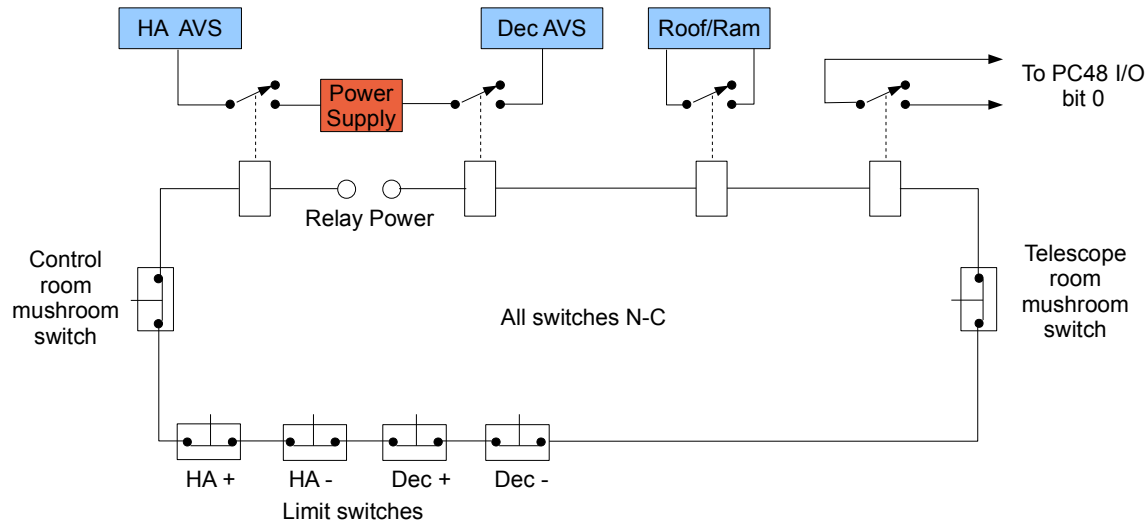 HA AVS
Dec AVS
Roof/Ram
Power
Supply
To PC48 I/O
bit 0
Relay Power
Control
room
mushroom
switch
All switches N-C
Telescope
room
mushroom
switch
HA +
HA -
Dec +
Dec -
Limit switches